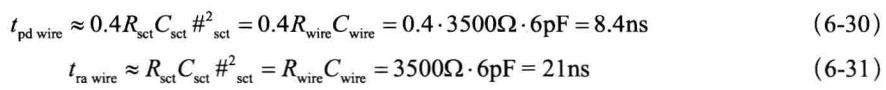 t_pd wire ≈ 0.4R_sct C_sct #²_sct = 0.4R_wire C_wire = 0.4 · 3500Ω · 6pF = 8.4ns (6-30)
t_ra wire ≈ R_sct C_sct #²_sct = R_wire C_wire = 3500Ω · 6pF = 21ns (6-31)